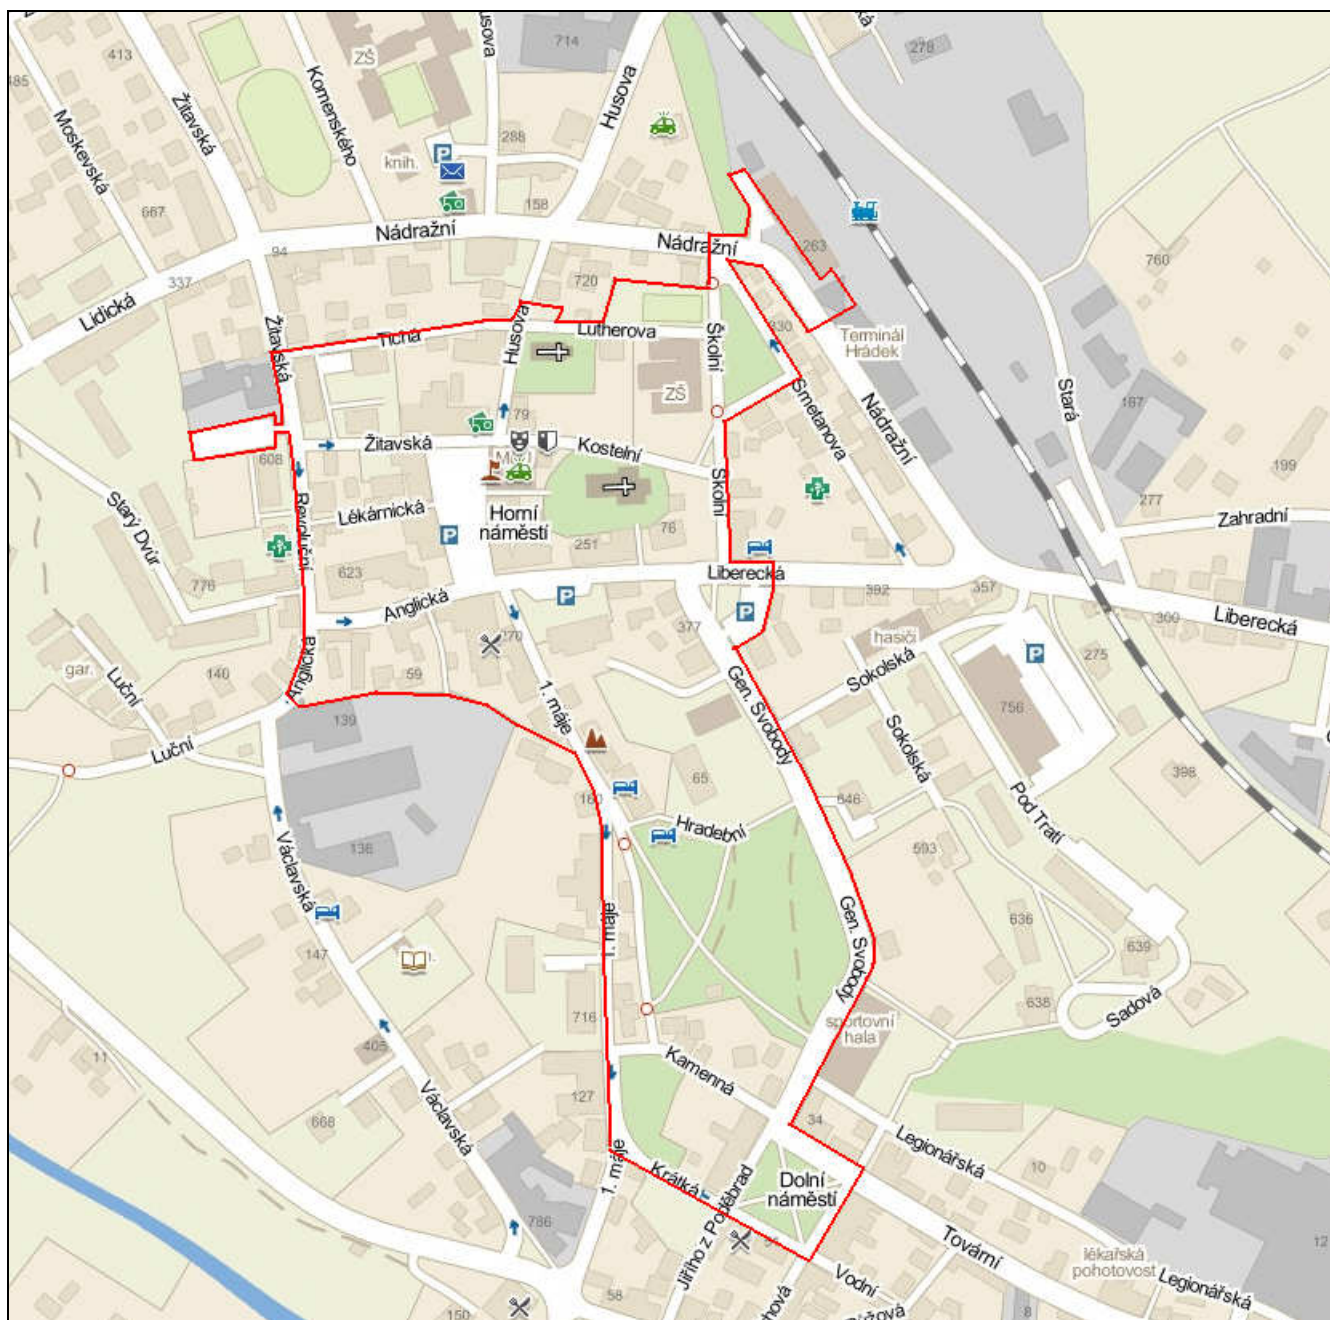 Husova
714
278
ZŠ
413
485
Žitavská
Komenského
Husova
Moskevská
288
knih.
P
667
158
Nádražní
Nádražní
94
337
263
760
Lidická
720
Žitavská
Tichá
Husova
Lutherova
Školní
330
Terminál
Hrádek
Stará
187
ZŠ
79
Smetanova
Nádražní
Žitavská
Kostelní
608
199
Starý Dvůr
Revoluční
Lékárnická
Horní
náměstí
Školní
277
Zahradní
P
251
76
776
623
Anglická
Liberecká
P
392
357
360
Liberecká
P
377
hasiči
270
Anglická
gar.
Luční
140
59
Gen. Svobody
Sokolská
P
275
1. máje
139
Sokolská
756
Luční
65
398
160
646
Pod Tratí
Hradební
136
593
Václavská
Gen. Svobody
1. máje
636
639
147
638
Sadová
716
sportovní
hala
405
11
Kamenná
127
34
Václavská
668
Legionářská
10
1. máje
Krátká
Dolní
náměstí
Jiřího z Poděbrad
786
Tovární
12
lékařská
pohotovost
Vodní
Legionářská
58
150
8